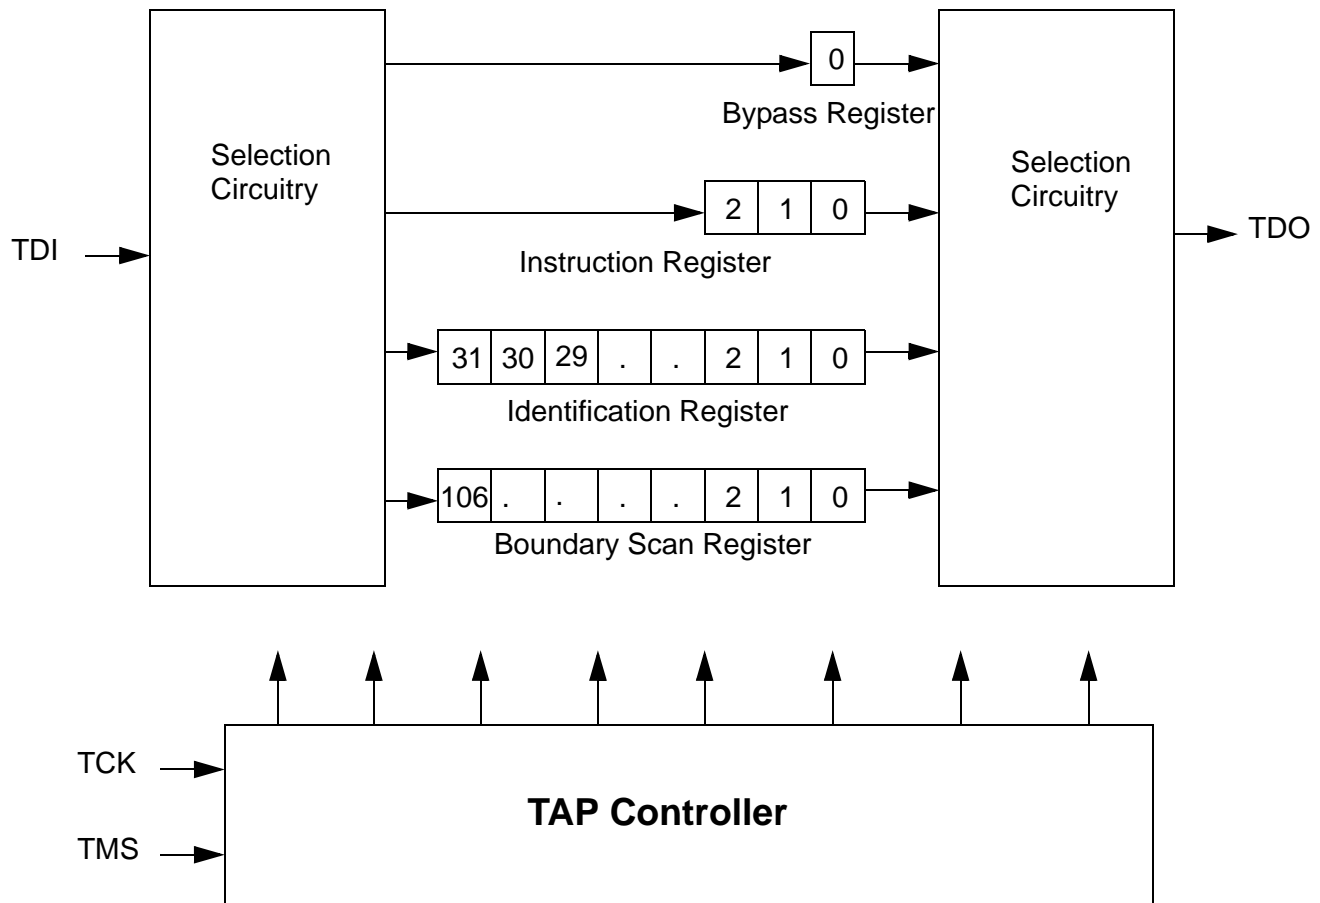 0
Bypass Register
Selection
Circuitry
Selection
Circuitry
2 1 0
TDI
TDO
Instruction Register
31 30 29 . . 2 1 0
Identification Register
106 . . . . 2 1 0
Boundary Scan Register
TCK
TAP Controller
TMS